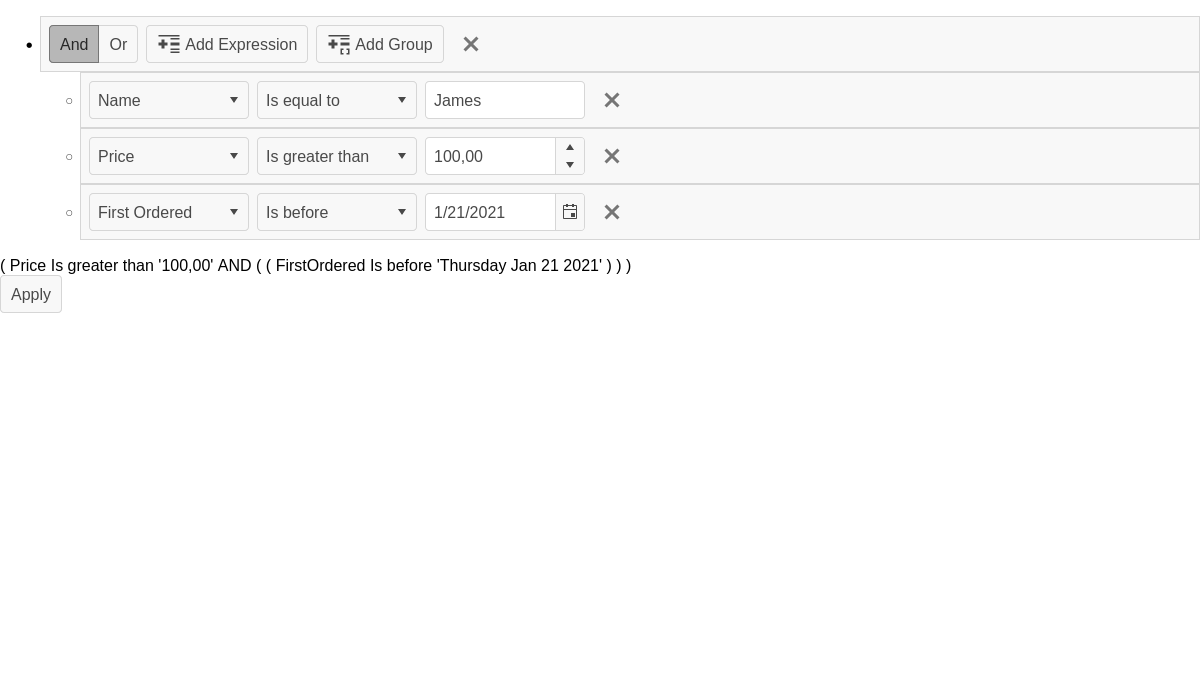 And Or Add Expression Add Group
Name Is equal to James
Price Is greater than 100,00
First Ordered Is before 1/21/2021
( Price Is greater than '100,00' AND ( ( FirstOrdered Is before 'Thursday Jan 21 2021' ) ) )
Apply